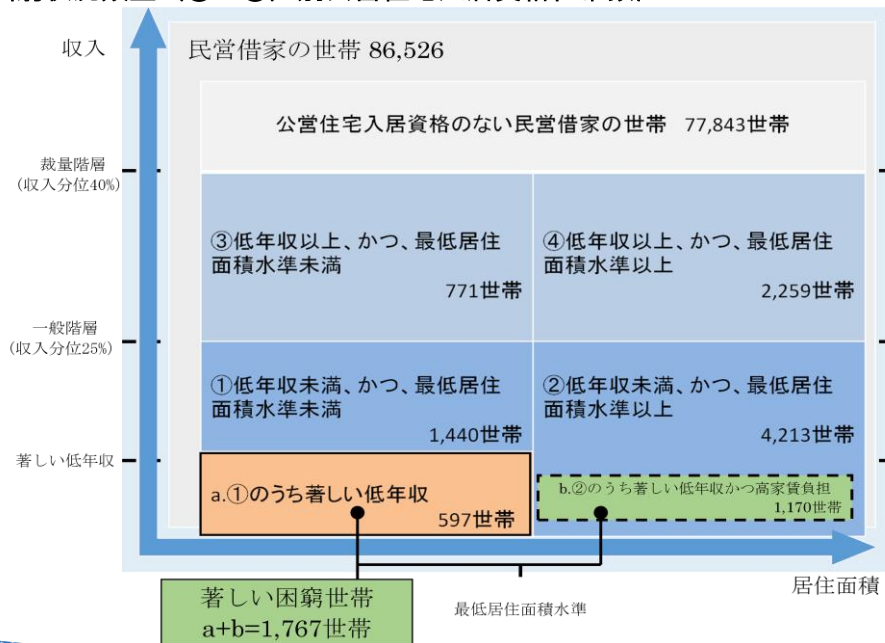 収入
民営借家の世帯 86,526
公営住宅入居資格のない民営借家の世帯 77,843世帯
裁量階層
(収入分位40%)
③低年収以上、かつ、最低居住
面積水準未満
771世帯
④低年収以上、かつ、最低居住
面積水準以上
2,259世帯
一般階層
(収入分位25%)
①低年収未満、かつ、最低居住
面積水準未満
1,440世帯
②低年収未満、かつ、最低居住
面積水準以上
4,213世帯
著しい低年収
a.①のうち著しい低年収
597世帯
b.②のうち著しい低年収かつ高家賃負担
1,170世帯
居住面積
最低居住面積水準
著しい困窮世帯
a+b=1,767世帯